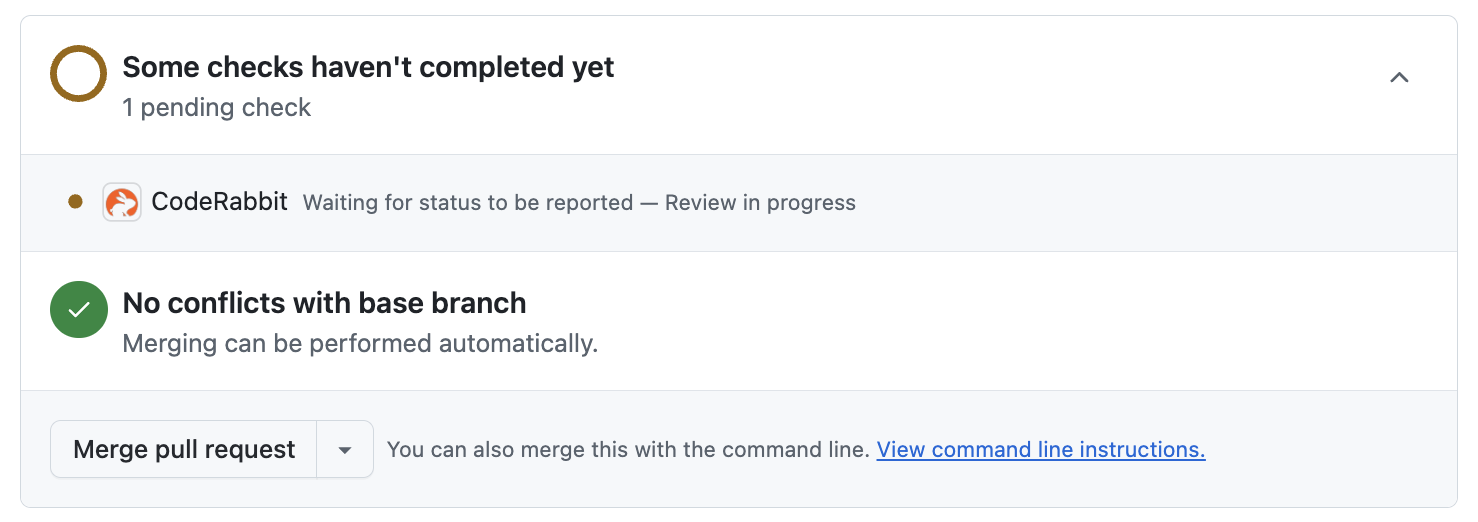 Some checks haven't completed yet
1 pending check
CodeRabbit Waiting for status to be reported — Review in progress
No conflicts with base branch
Merging can be performed automatically.
Merge pull request You can also merge this with the command line. View command line instructions.